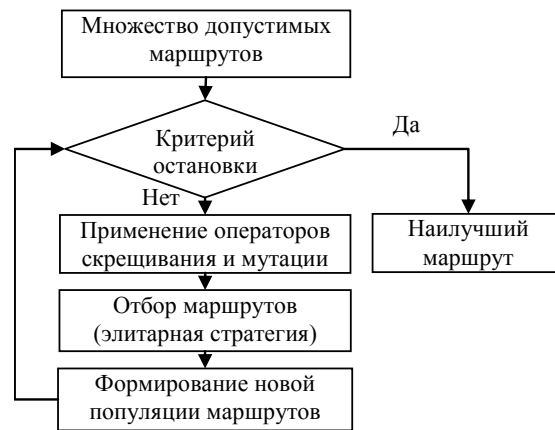 Множество допустимых
маршрутов
Критерий
остановки
Да
Нет
Применение операторов
скрещивания и мутации
Наилучший
маршрут
Отбор маршрутов
(элитарная стратегия)
Формирование новой
популяции маршрутов